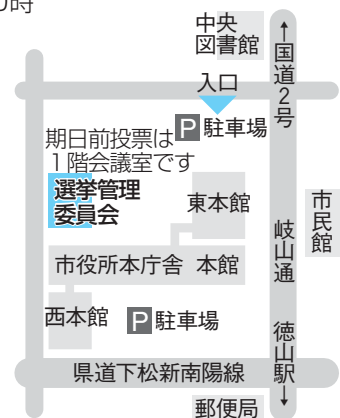 時
中央
図書館
↑国道2号
入口
P 駐車場
期日前投票は
1階会議室です
選挙管理
委員会
東本館
市民館
岐山通
市役所本庁舎 本館
西本館
P 駐車場
徳山駅↓
県道下松新南陽線
郵便局